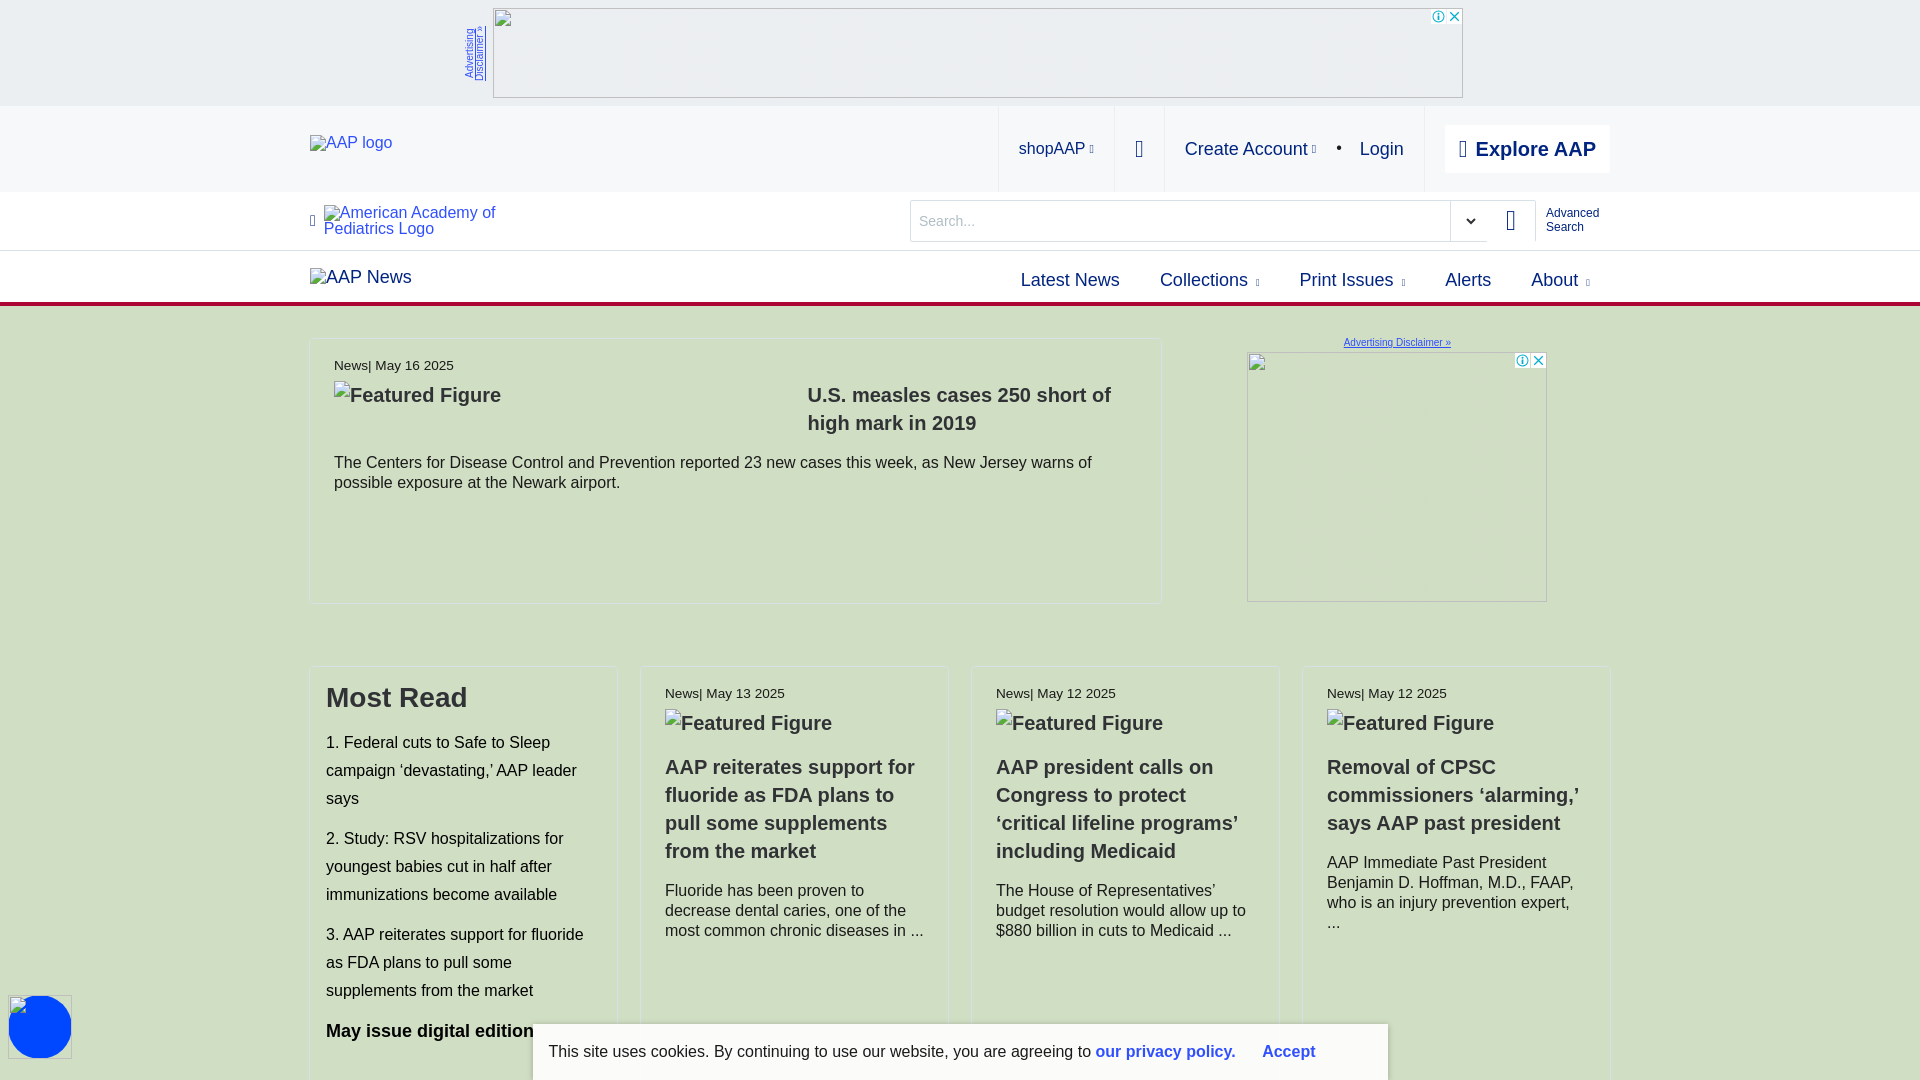 Advertising
Disclaimer »
AAP logo
shopAAP
Create Account
•
Login
Explore AAP
American Academy of
Pediatrics Logo
Search...
Advanced
Search
AAP News
Latest News
Collections
Print Issues
Alerts
About
News| May 16 2025
Featured Figure
U.S. measles cases 250 short of
high mark in 2019
The Centers for Disease Control and Prevention reported 23 new cases this week, as New Jersey warns of
possible exposure at the Newark airport.
Advertising Disclaimer »
Most Read
1. Federal cuts to Safe to Sleep
campaign ‘devastating,’ AAP leader
says
2. Study: RSV hospitalizations for
youngest babies cut in half after
immunizations become available
3. AAP reiterates support for fluoride
as FDA plans to pull some
supplements from the market
May issue digital edition
News| May 13 2025
Featured Figure
AAP reiterates support for
fluoride as FDA plans to
pull some supplements
from the market
Fluoride has been proven to
decrease dental caries, one of the
most common chronic diseases in ...
News| May 12 2025
Featured Figure
AAP president calls on
Congress to protect
‘critical lifeline programs’
including Medicaid
The House of Representatives’
budget resolution would allow up to
$880 billion in cuts to Medicaid ...
News| May 12 2025
Featured Figure
Removal of CPSC
commissioners ‘alarming,’
says AAP past president
AAP Immediate Past President
Benjamin D. Hoffman, M.D., FAAP,
who is an injury prevention expert,
...
This site uses cookies. By continuing to use our website, you are agreeing to our privacy policy. Accept